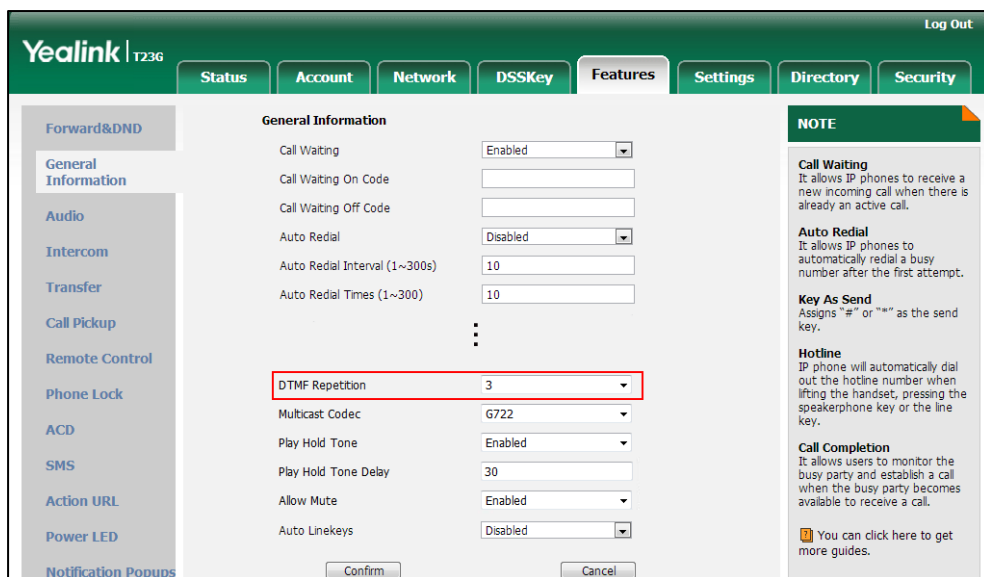 Log Out
Yealink | T23G
Status Account Network DSSKey Features Settings Directory Security
Forward&DND
General
Information
Audio
Intercom
Transfer
Call Pickup
Remote Control
Phone Lock
ACD
SMS
Action URL
Power LED
Notification Popups
General Information
Call Waiting Enabled
Call Waiting On Code
Call Waiting Off Code
Auto Redial Disabled
Auto Redial Interval (1~300s) 10
Auto Redial Times (1~300) 10
DTMF Repetition 3
Multicast Codec G722
Play Hold Tone Enabled
Play Hold Tone Delay 30
Allow Mute Enabled
Auto Linekeys Disabled
Confirm Cancel
NOTE
Call Waiting
It allows IP phones to receive a
new incoming call when there is
already an active call.
Auto Redial
It allows IP phones to
automatically redial a busy
number after the first attempt.
Key As Send
Assigns "#" or "*" as the send
key.
Hotline
IP phone will automatically dial
out the hotline number when
lifting the handset, pressing the
speakerphone key or the line
key.
Call Completion
It allows users to monitor the
busy party and establish a call
when the busy party becomes
available to receive a call.
You can click here to get
more guides.